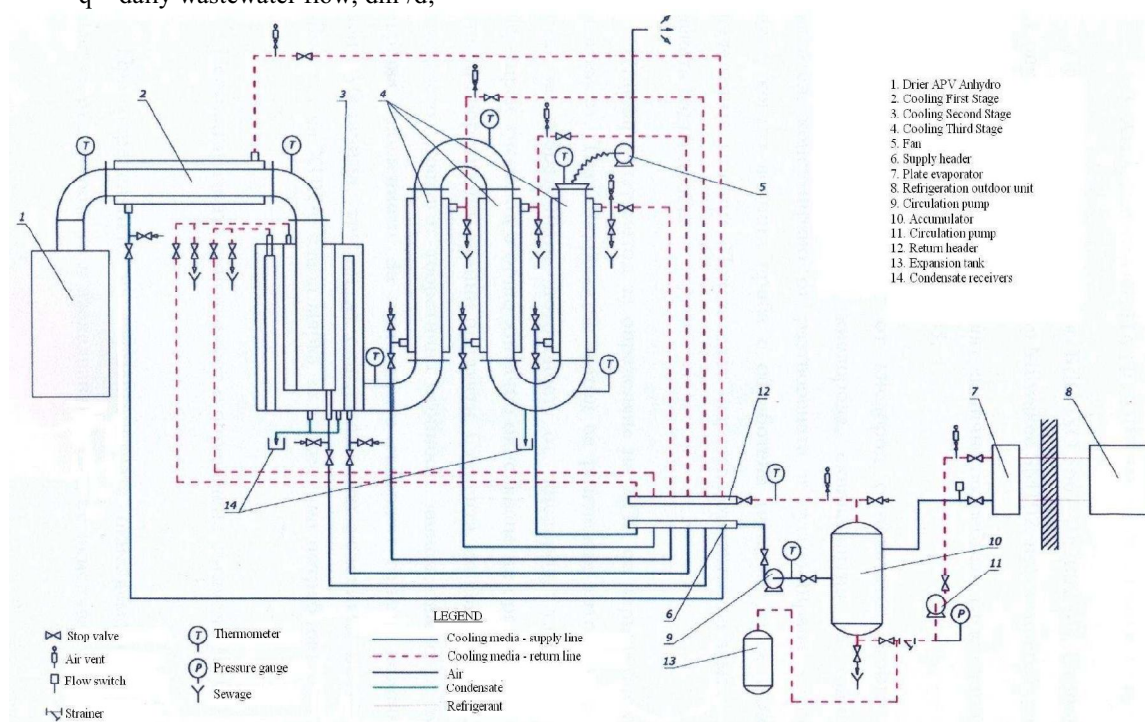 q – daily wastewater flow, dm³/d;
1. Drier APV Anhydro
2. Cooling First Stage
3. Cooling Second Stage
4. Cooling Third Stage
5. Fan
6. Supply header
7. Plate evaporator
8. Refrigeration outdoor unit
9. Circulation pump
10. Accumulator
11. Circulation pump
12. Return header
13. Expansion tank
14. Condensate receivers
1
2
3
4
5
T
T
T
T
T
T
14
12
7
8
T
T
10
9
6
11
P
13
LEGEND
Stop valve
Air vent
Flow switch
Strainer
T Thermometer
P Pressure gauge
Sewage
Cooling media - supply line
Cooling media - return line
Air
Condensate
Refrigerant